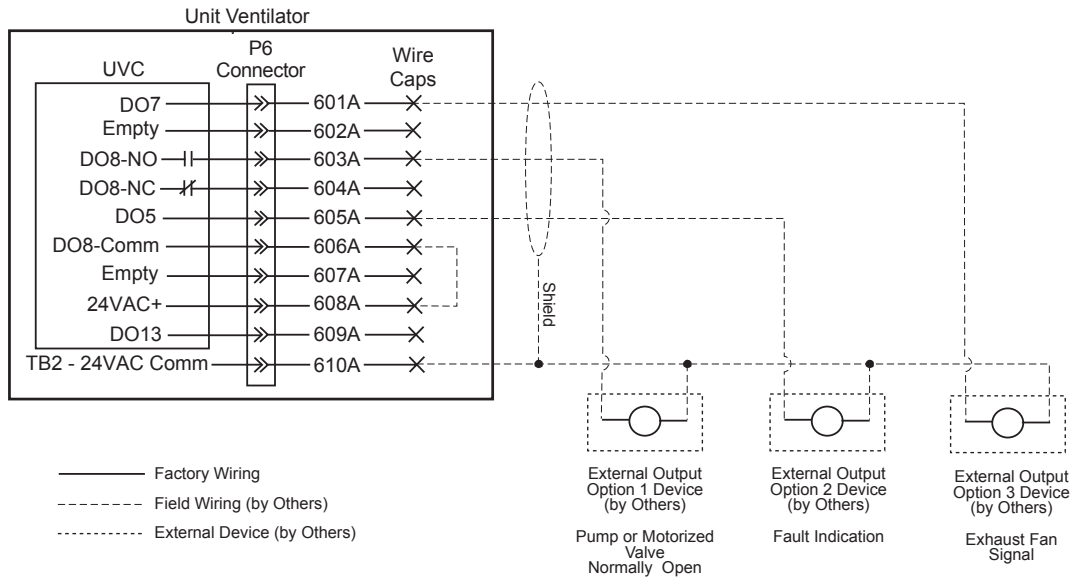 Unit Ventilator
P6
Connector
Wire
Caps
UVC
DO7
601A
Empty
602A
DO8-NO
603A
DO8-NC
604A
DO5
605A
DO8-Comm
606A
Empty
607A
24VAC+
608A
DO13
609A
TB2 - 24VAC Comm
610A
Shield
Factory Wiring
Field Wiring (by Others)
External Device (by Others)
External Output
Option 1 Device
(by Others)
Pump or Motorized
Valve
Normally Open
External Output
Option 2 Device
(by Others)
Fault Indication
External Output
Option 3 Device
(by Others)
Exhaust Fan
Signal